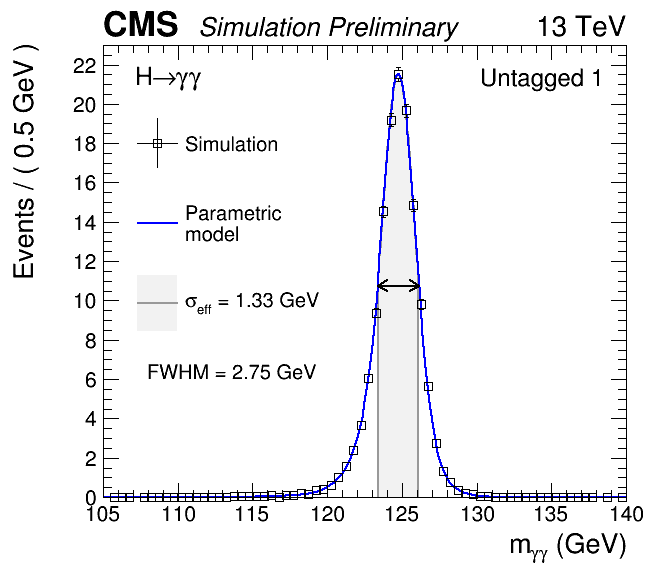 CMS Simulation Preliminary 13 TeV
Events / ( 0.5 GeV )
H→γγ Untagged 1
Simulation
Parametric
model
σeff = 1.33 GeV
FWHM = 2.75 GeV
22
20
18
16
14
12
10
8
6
4
2
0
105 110 115 120 125 130 135 140
mγγ (GeV)